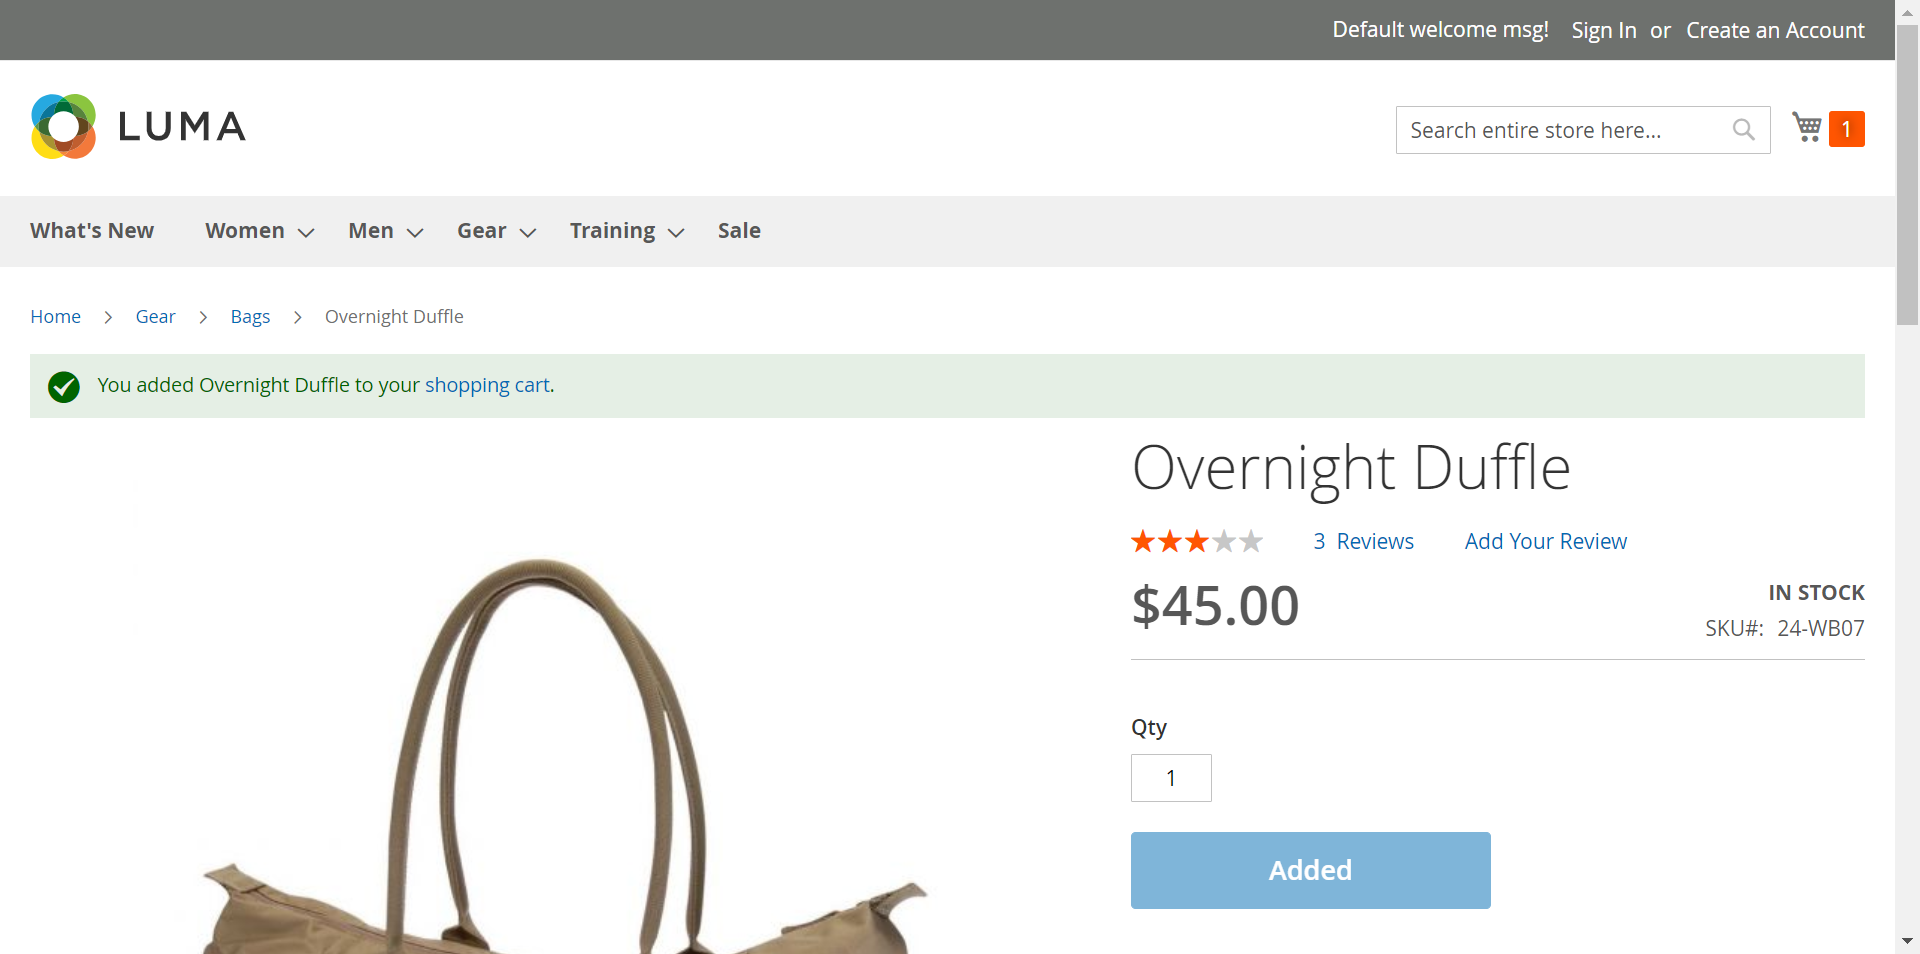 Default welcome msg! Sign In or Create an Account
LUMA
Search entire store here...
1
What's New Women Men Gear Training Sale
Home Gear Bags Overnight Duffle
You added Overnight Duffle to your shopping cart.
Overnight Duffle
3 Reviews Add Your Review
$45.00
IN STOCK
SKU#: 24-WB07
Qty
1
Added